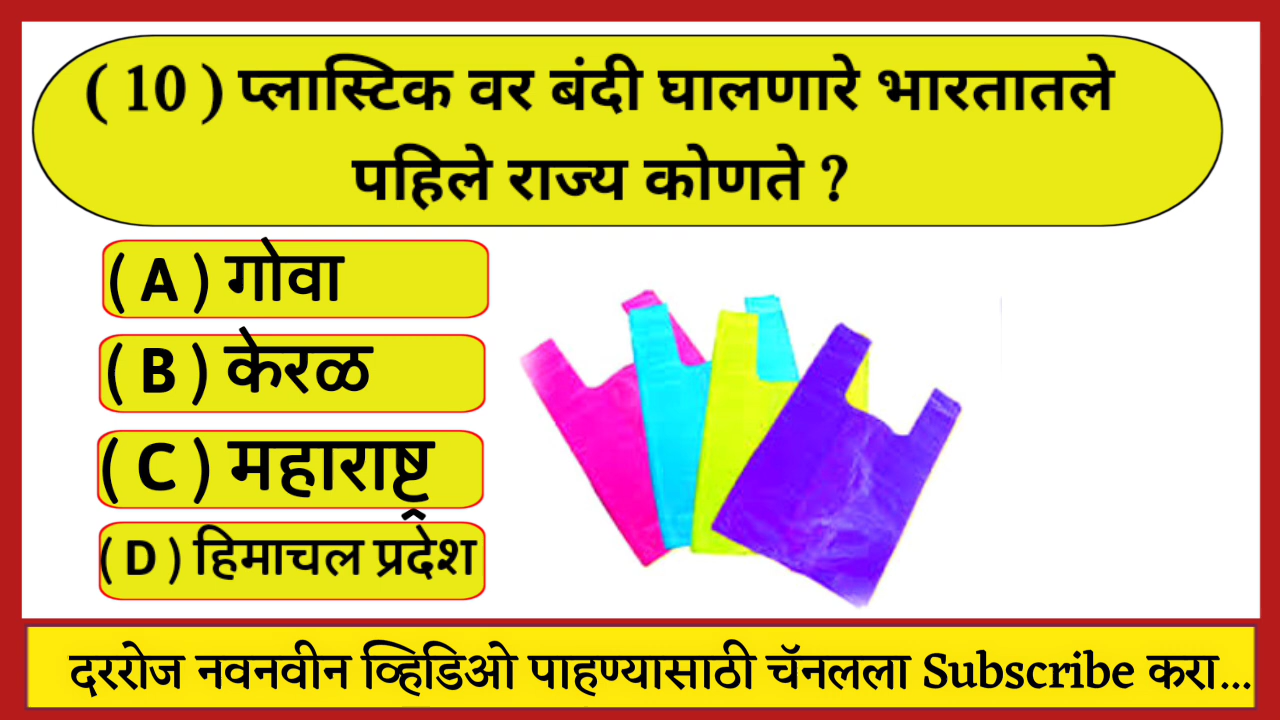 ( 10 ) प्लास्टिक वर बंदी घालणारे भारतातले
पहिले राज्य कोणते ?
( A ) गोवा
( B ) केरळ
( C ) महाराष्ट्र
( D ) हिमाचल प्रदेश
दररोज नवनवीन व्हिडिओ पाहण्यासाठी चॅनलला Subscribe करा...